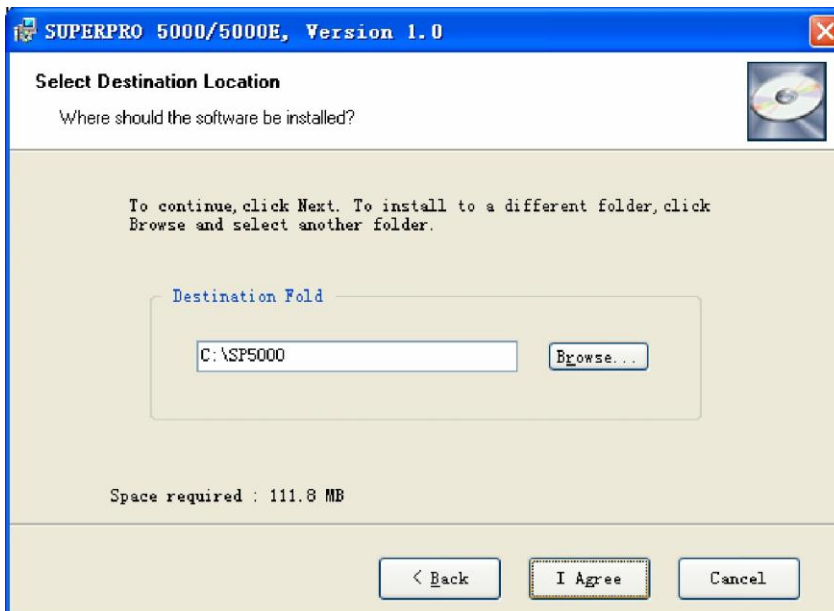 SUPERPRO 5000/5000E, Version 1.0
Select Destination Location
Where should the software be installed?
To continue,click Next. To install to a different folder,click
Browse and select another folder.
Destination Fold
C:\SP5000
Browse...
Space required : 111.8 MB
< Back
I Agree
Cancel